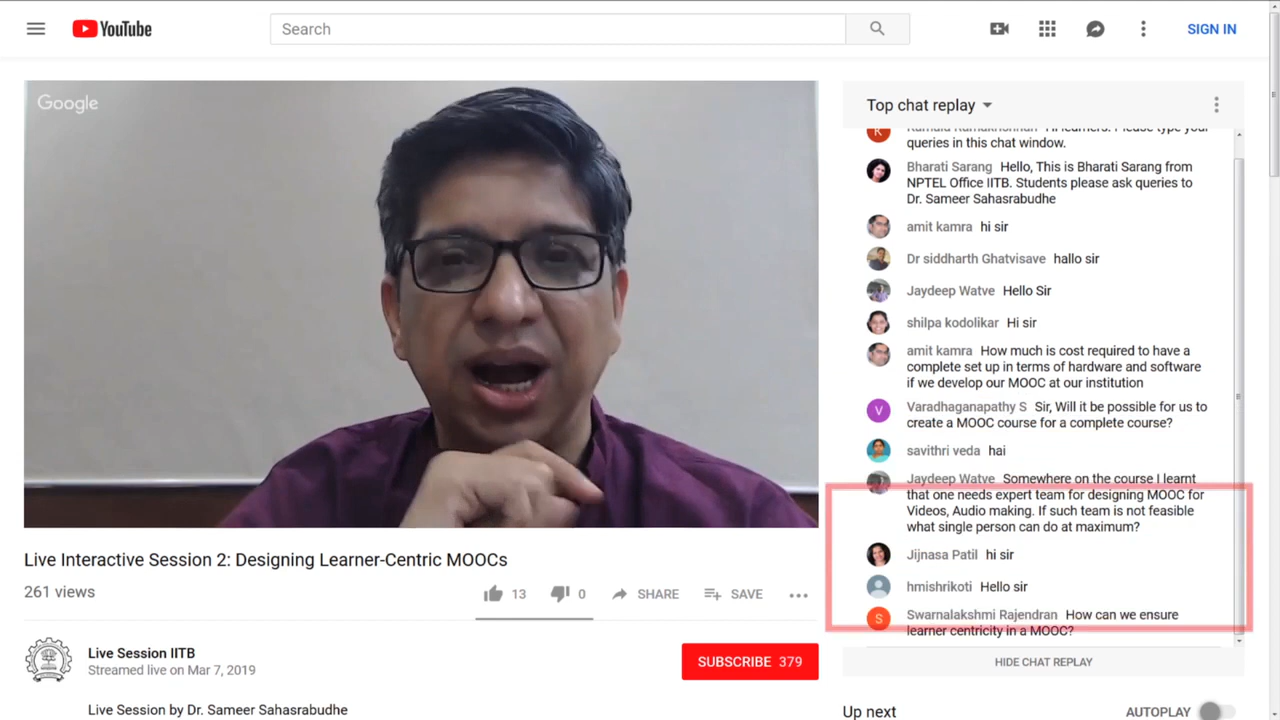 YouTube
Search
SIGN IN
Google
Top chat replay
K
Kamala Ramakrishnan Hi learners. Please type your
queries in this chat window.
Bharati Sarang Hello, This is Bharati Sarang from
NPTEL Office IITB. Students please ask queries to
Dr. Sameer Sahasrabudhe
amit kamra hi sir
Dr siddharth Ghatvisave hallo sir
Jaydeep Watve Hello Sir
shilpa kodolikar Hi sir
amit kamra How much is cost required to have a
complete set up in terms of hardware and software
if we develop our MOOC at our institution
V
Varadhaganapathy S Sir, Will it be possible for us to
create a MOOC course for a complete course?
savithri veda hai
Jaydeep Watve Somewhere on the course I learnt
that one needs expert team for designing MOOC for
Videos, Audio making. If such team is not feasible
what single person can do at maximum?
Jijnasa Patil hi sir
hmishrikoti Hello sir
S
Swarnalakshmi Rajendran How can we ensure
learner centricity in a MOOC?
HIDE CHAT REPLAY
Live Interactive Session 2: Designing Learner-Centric MOOCs
261 views
13
0
SHARE
SAVE
Live Session IITB
Streamed live on Mar 7, 2019
SUBSCRIBE 379
Live Session by Dr. Sameer Sahasrabudhe
Up next
AUTOPLAY